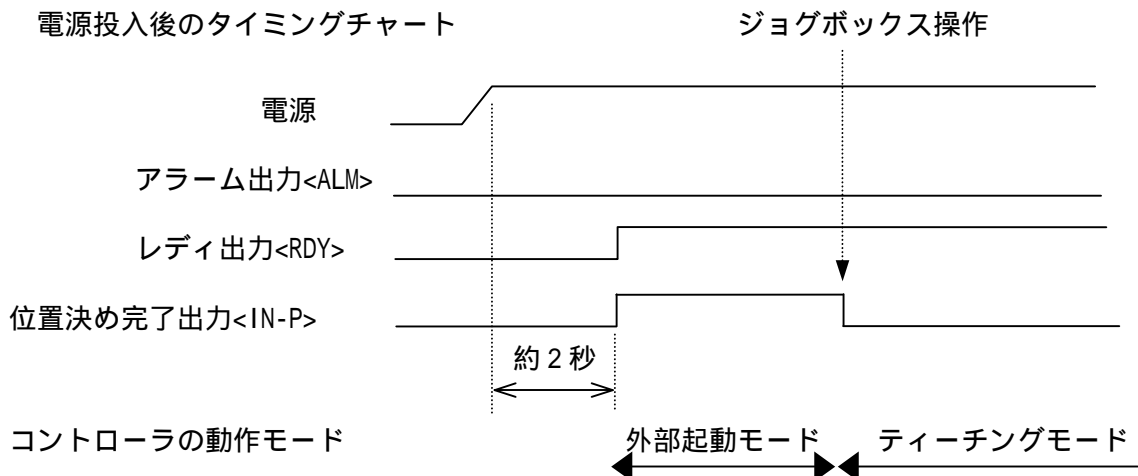 電源投入後のタイミングチャート
ジョグボックス操作
電源
アラーム出力<ALM>
レディ出力<RDY>
位置決め完了出力<IN-P>
約2秒
コントローラの動作モード
外部起動モード
ティーチングモード